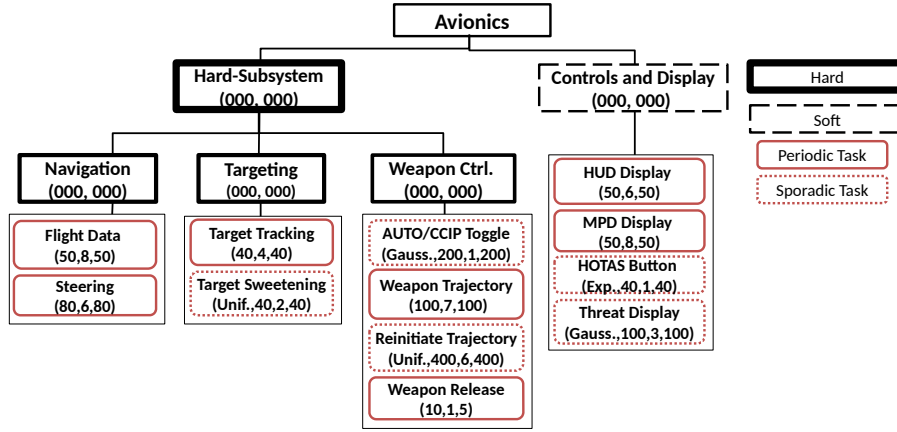 Avionics
Hard-Subsystem
(000, 000)
Controls and Display
(000, 000)
Hard
Soft
Periodic Task
Sporadic Task
Navigation
(000, 000)
Targeting
(000, 000)
Weapon Ctrl.
(000, 000)
Flight Data
(50,8,50)
Steering
(80,6,80)
Target Tracking
(40,4,40)
Target Sweetening
(Unif.,40,2,40)
AUTO/CCIP Toggle
(Gauss.,200,1,200)
Weapon Trajectory
(100,7,100)
Reinitiate Trajectory
(Unif.,400,6,400)
Weapon Release
(10,1,5)
HUD Display
(50,6,50)
MPD Display
(50,8,50)
HOTAS Button
(Exp.,40,1,40)
Threat Display
(Gauss.,100,3,100)